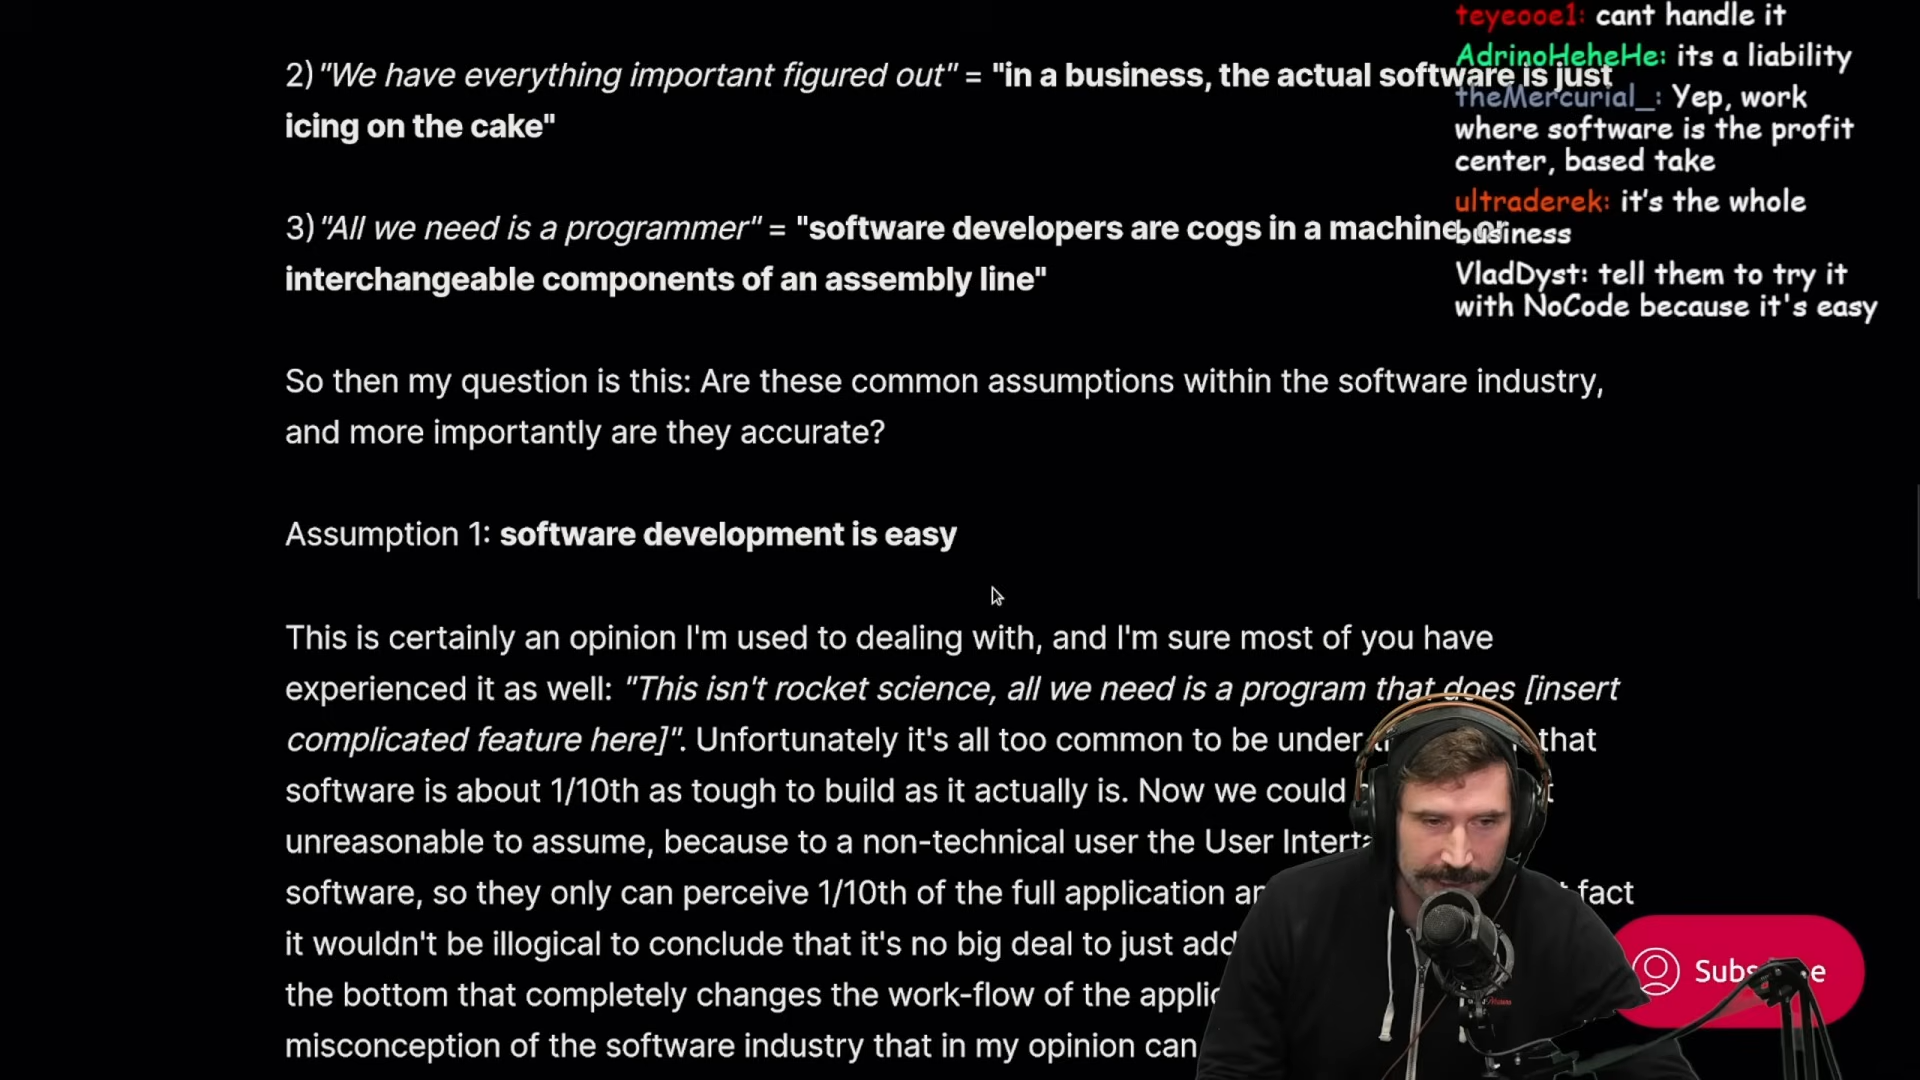 2) "We have everything important figured out" = "in a business, the actual software is just
icing on the cake"
3) "All we need is a programmer" = "software developers are cogs in a machine, or
interchangeable components of an assembly line"
So then my question is this: Are these common assumptions within the software industry,
and more importantly are they accurate?
Assumption 1: software development is easy
This is certainly an opinion I'm used to dealing with, and I'm sure most of you have
experienced it as well: "This isn't rocket science, all we need is a program that does [insert
complicated feature here]". Unfortunately it's all too common to be under that
software is about 1/10th as tough to build as it actually is. Now we could
unreasonable to assume, because to a non-technical user the User
software, so they only can perceive 1/10th of the full application fact
it wouldn't be illogical to conclude that it's no big deal to just add
the bottom that completely changes the work-flow of the
misconception of the software industry that in my opinion can
teyeooe1: cant handle it
AdrinoHeheHe: its a liability
theMercurial_: Yep, work
where software is the profit
center, based take
ultraderek: it's the whole
business
VladDyst: tell them to try it
with NoCode because it's easy